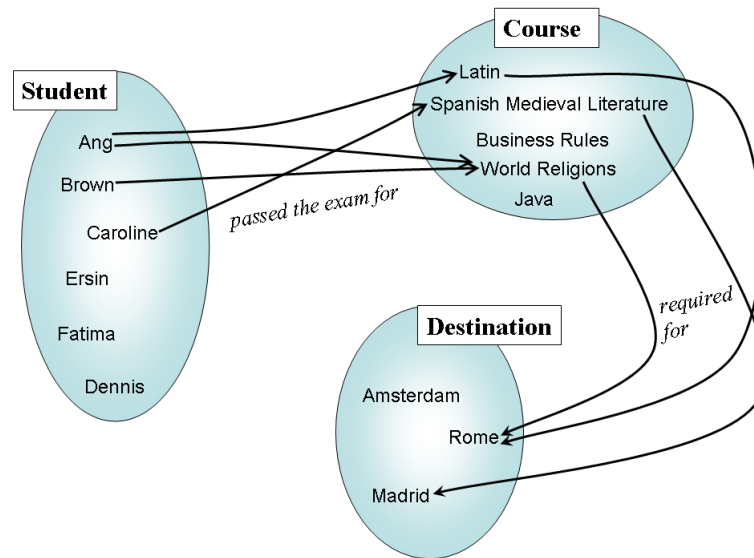 Student
Ang
Brown
Caroline
Ersin
Fatima
Dennis
passed the exam for
Course
Latin
Spanish Medieval Literature
Business Rules
World Religions
Java
required
for
Destination
Amsterdam
Rome
Madrid